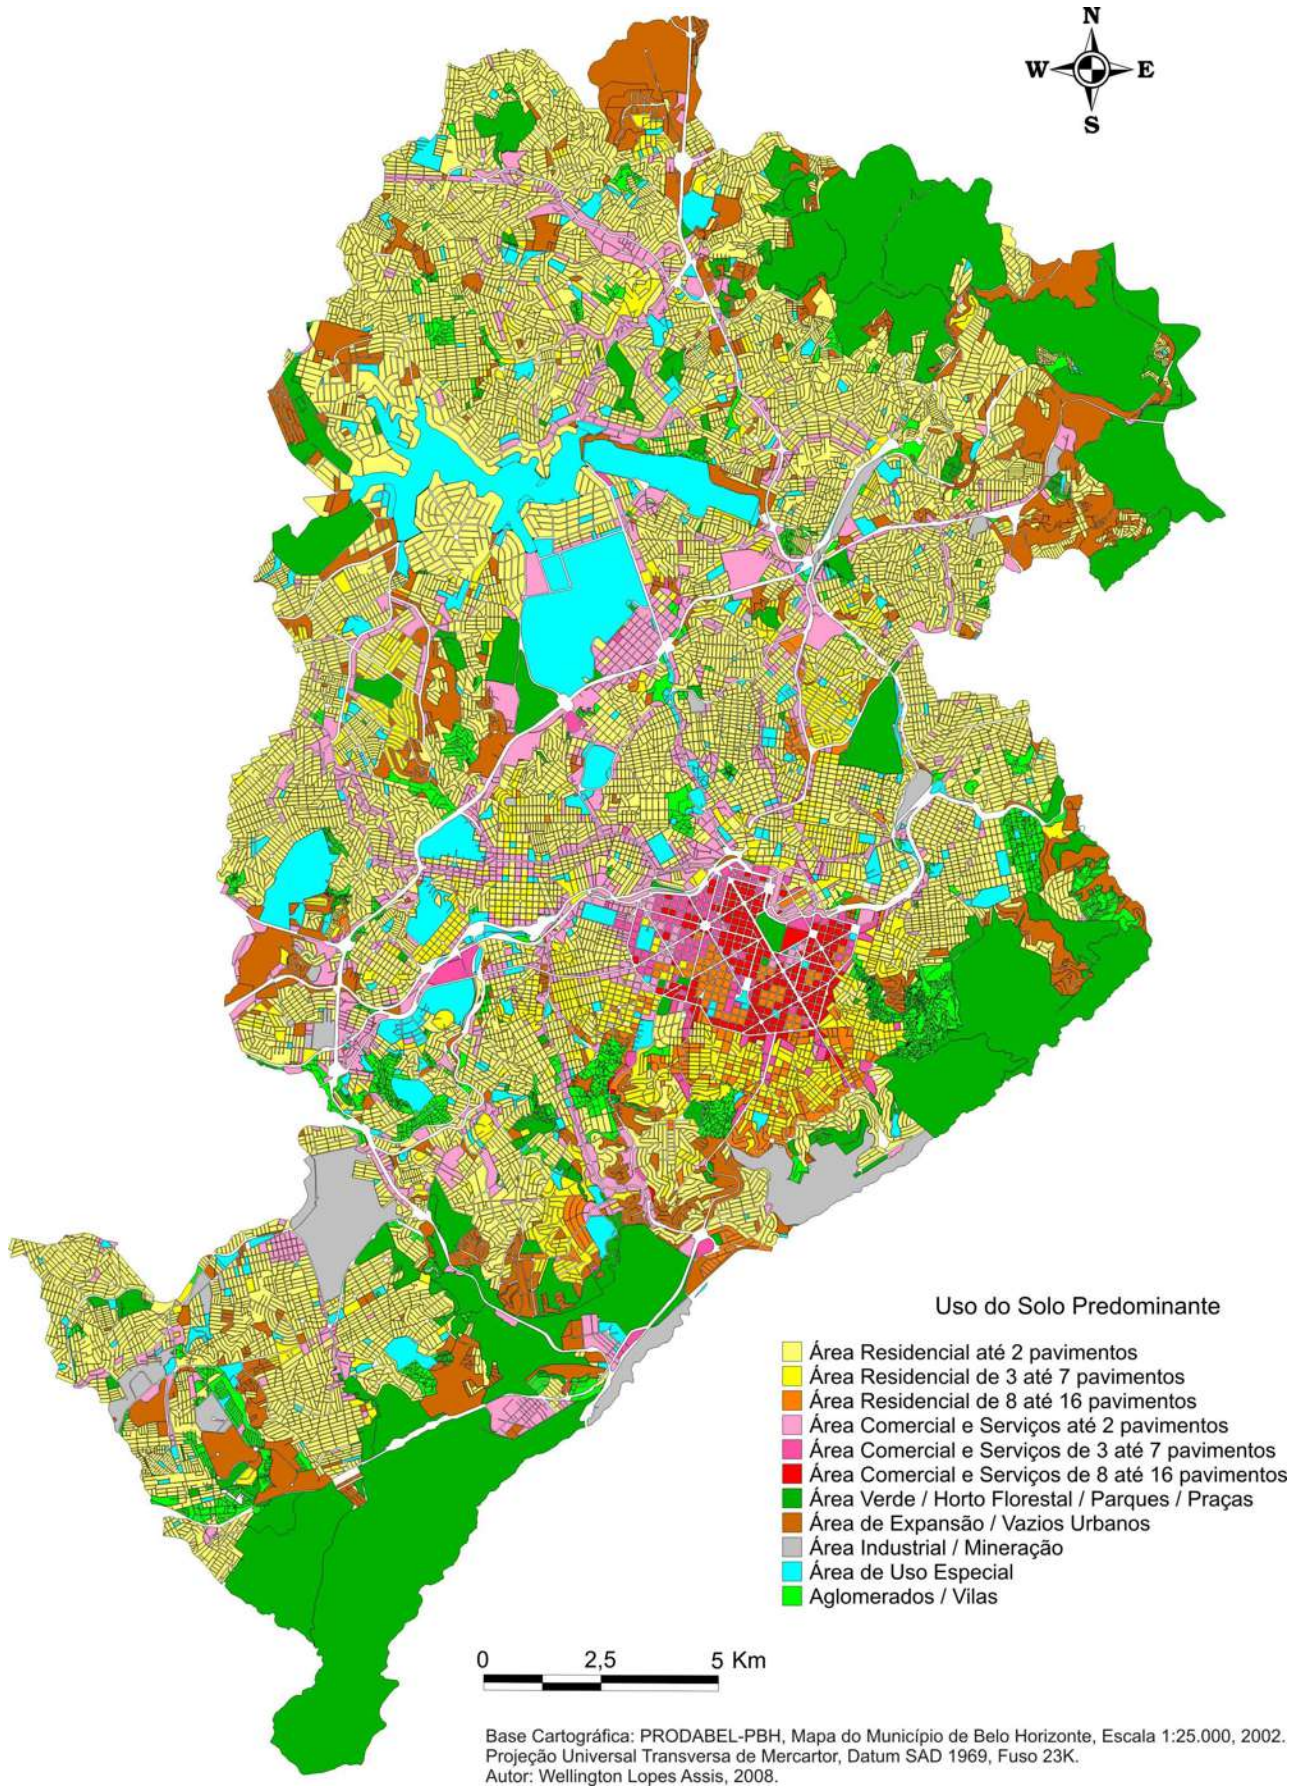 N
W E
S
Uso do Solo Predominante
Área Residencial até 2 pavimentos
Área Residencial de 3 até 7 pavimentos
Área Residencial de 8 até 16 pavimentos
Área Comercial e Serviços até 2 pavimentos
Área Comercial e Serviços de 3 até 7 pavimentos
Área Comercial e Serviços de 8 até 16 pavimentos
Área Verde / Horto Florestal / Parques / Praças
Área de Expansão / Vazios Urbanos
Área Industrial / Mineração
Área de Uso Especial
Aglomerados / Vilas
0 2,5 5 Km
Base Cartográfica: PRODABEL-PBH, Mapa do Município de Belo Horizonte, Escala 1:25.000, 2002.
Projeção Universal Transversa de Mercartor, Datum SAD 1969, Fuso 23K.
Autor: Wellington Lopes Assis, 2008.